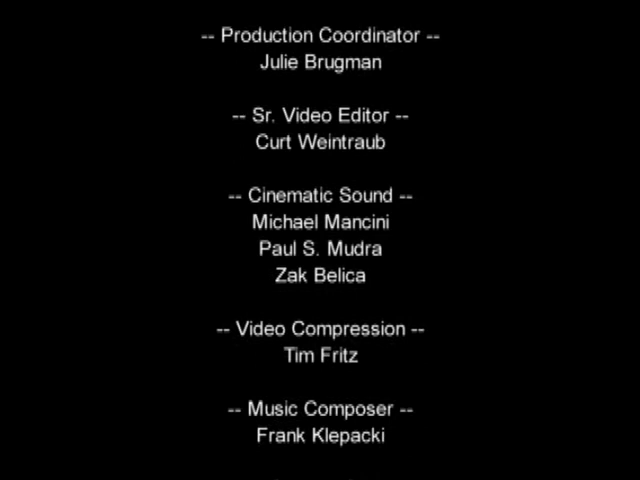 -- Production Coordinator --
Julie Brugman
-- Sr. Video Editor --
Curt Weintraub
-- Cinematic Sound --
Michael Mancini
Paul S. Mudra
Zak Belica
-- Video Compression --
Tim Fritz
-- Music Composer --
Frank Klepacki